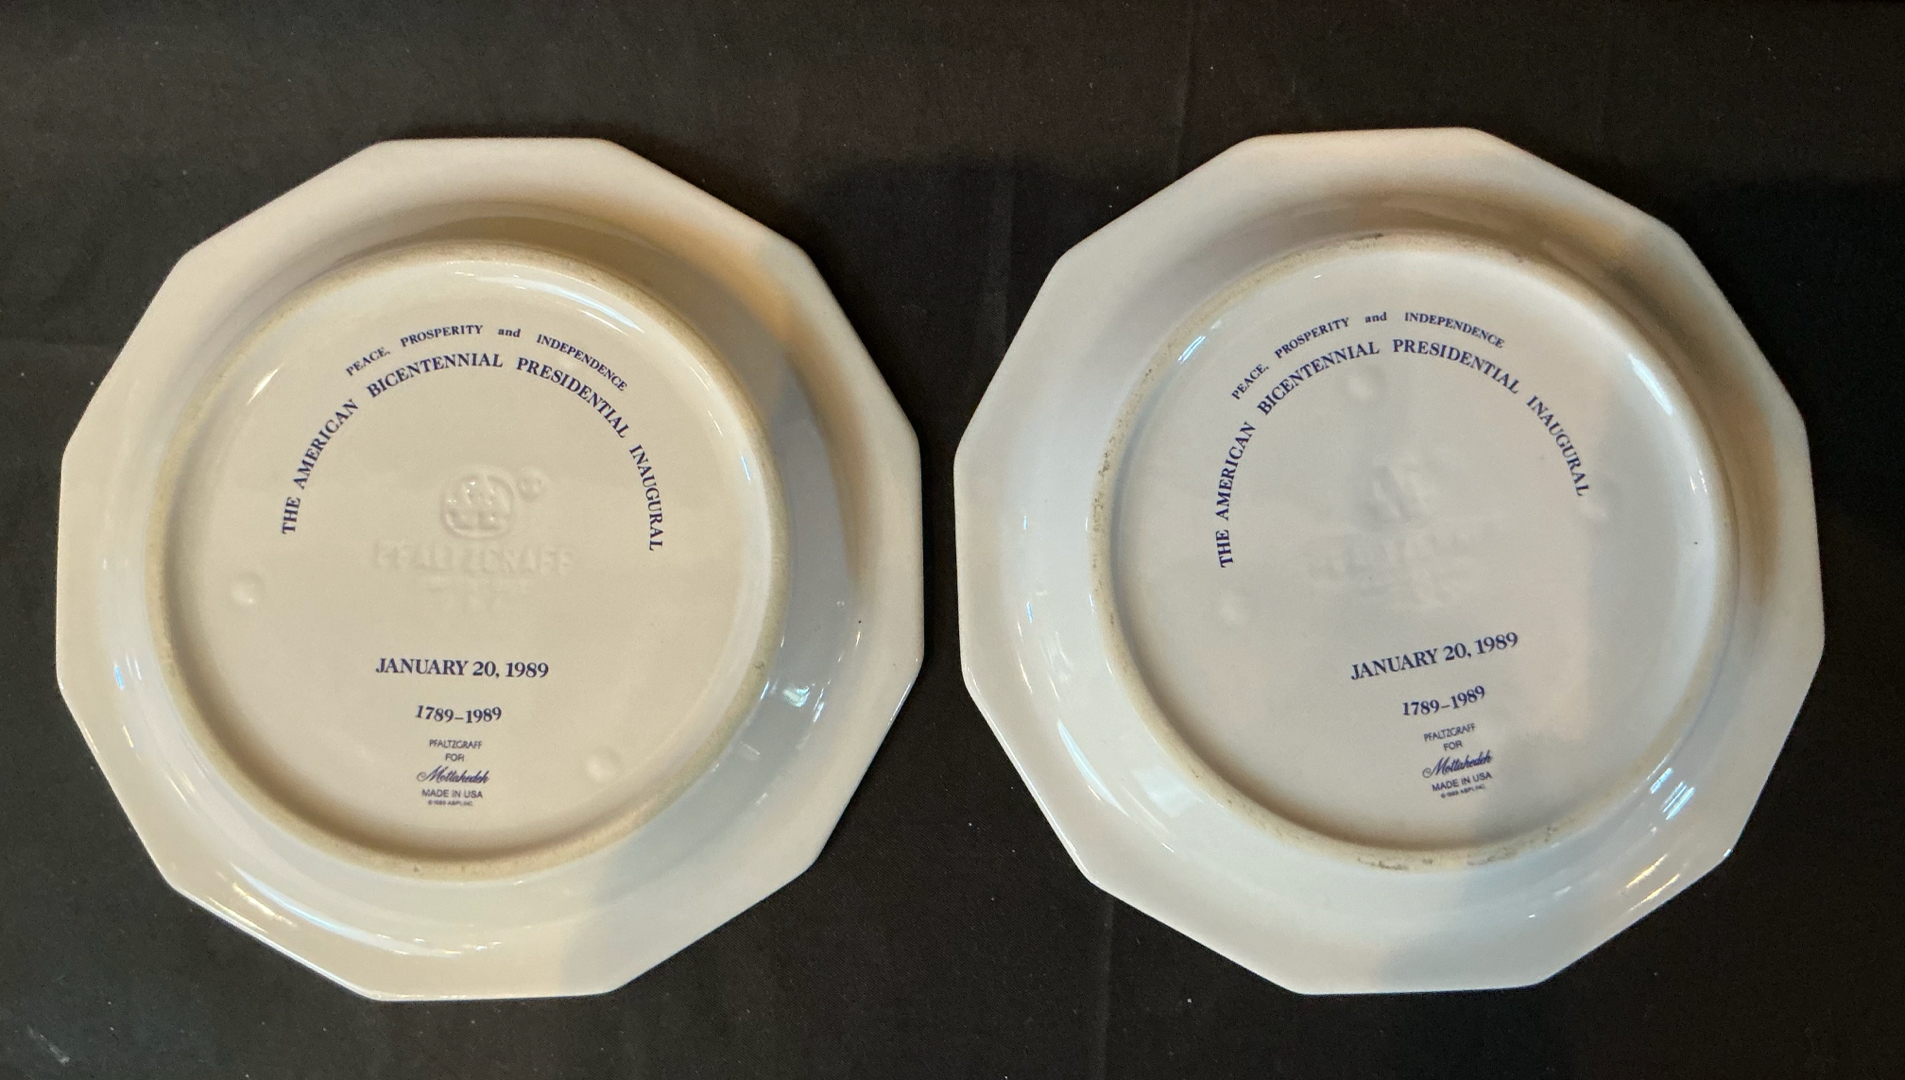 PEACE, PROSPERITY and INDEPENDENCE
THE AMERICAN BICENTENNIAL PRESIDENTIAL INAUGURAL
PFALTZGRAFF
JANUARY 20, 1989
1789–1989
PFALTZGRAFF
FOR
Mottahedeh
MADE IN USA
PEACE, PROSPERITY and INDEPENDENCE
THE AMERICAN BICENTENNIAL PRESIDENTIAL INAUGURAL
JANUARY 20, 1989
1789–1989
PFALTZGRAFF
FOR
Mottahedeh
MADE IN USA